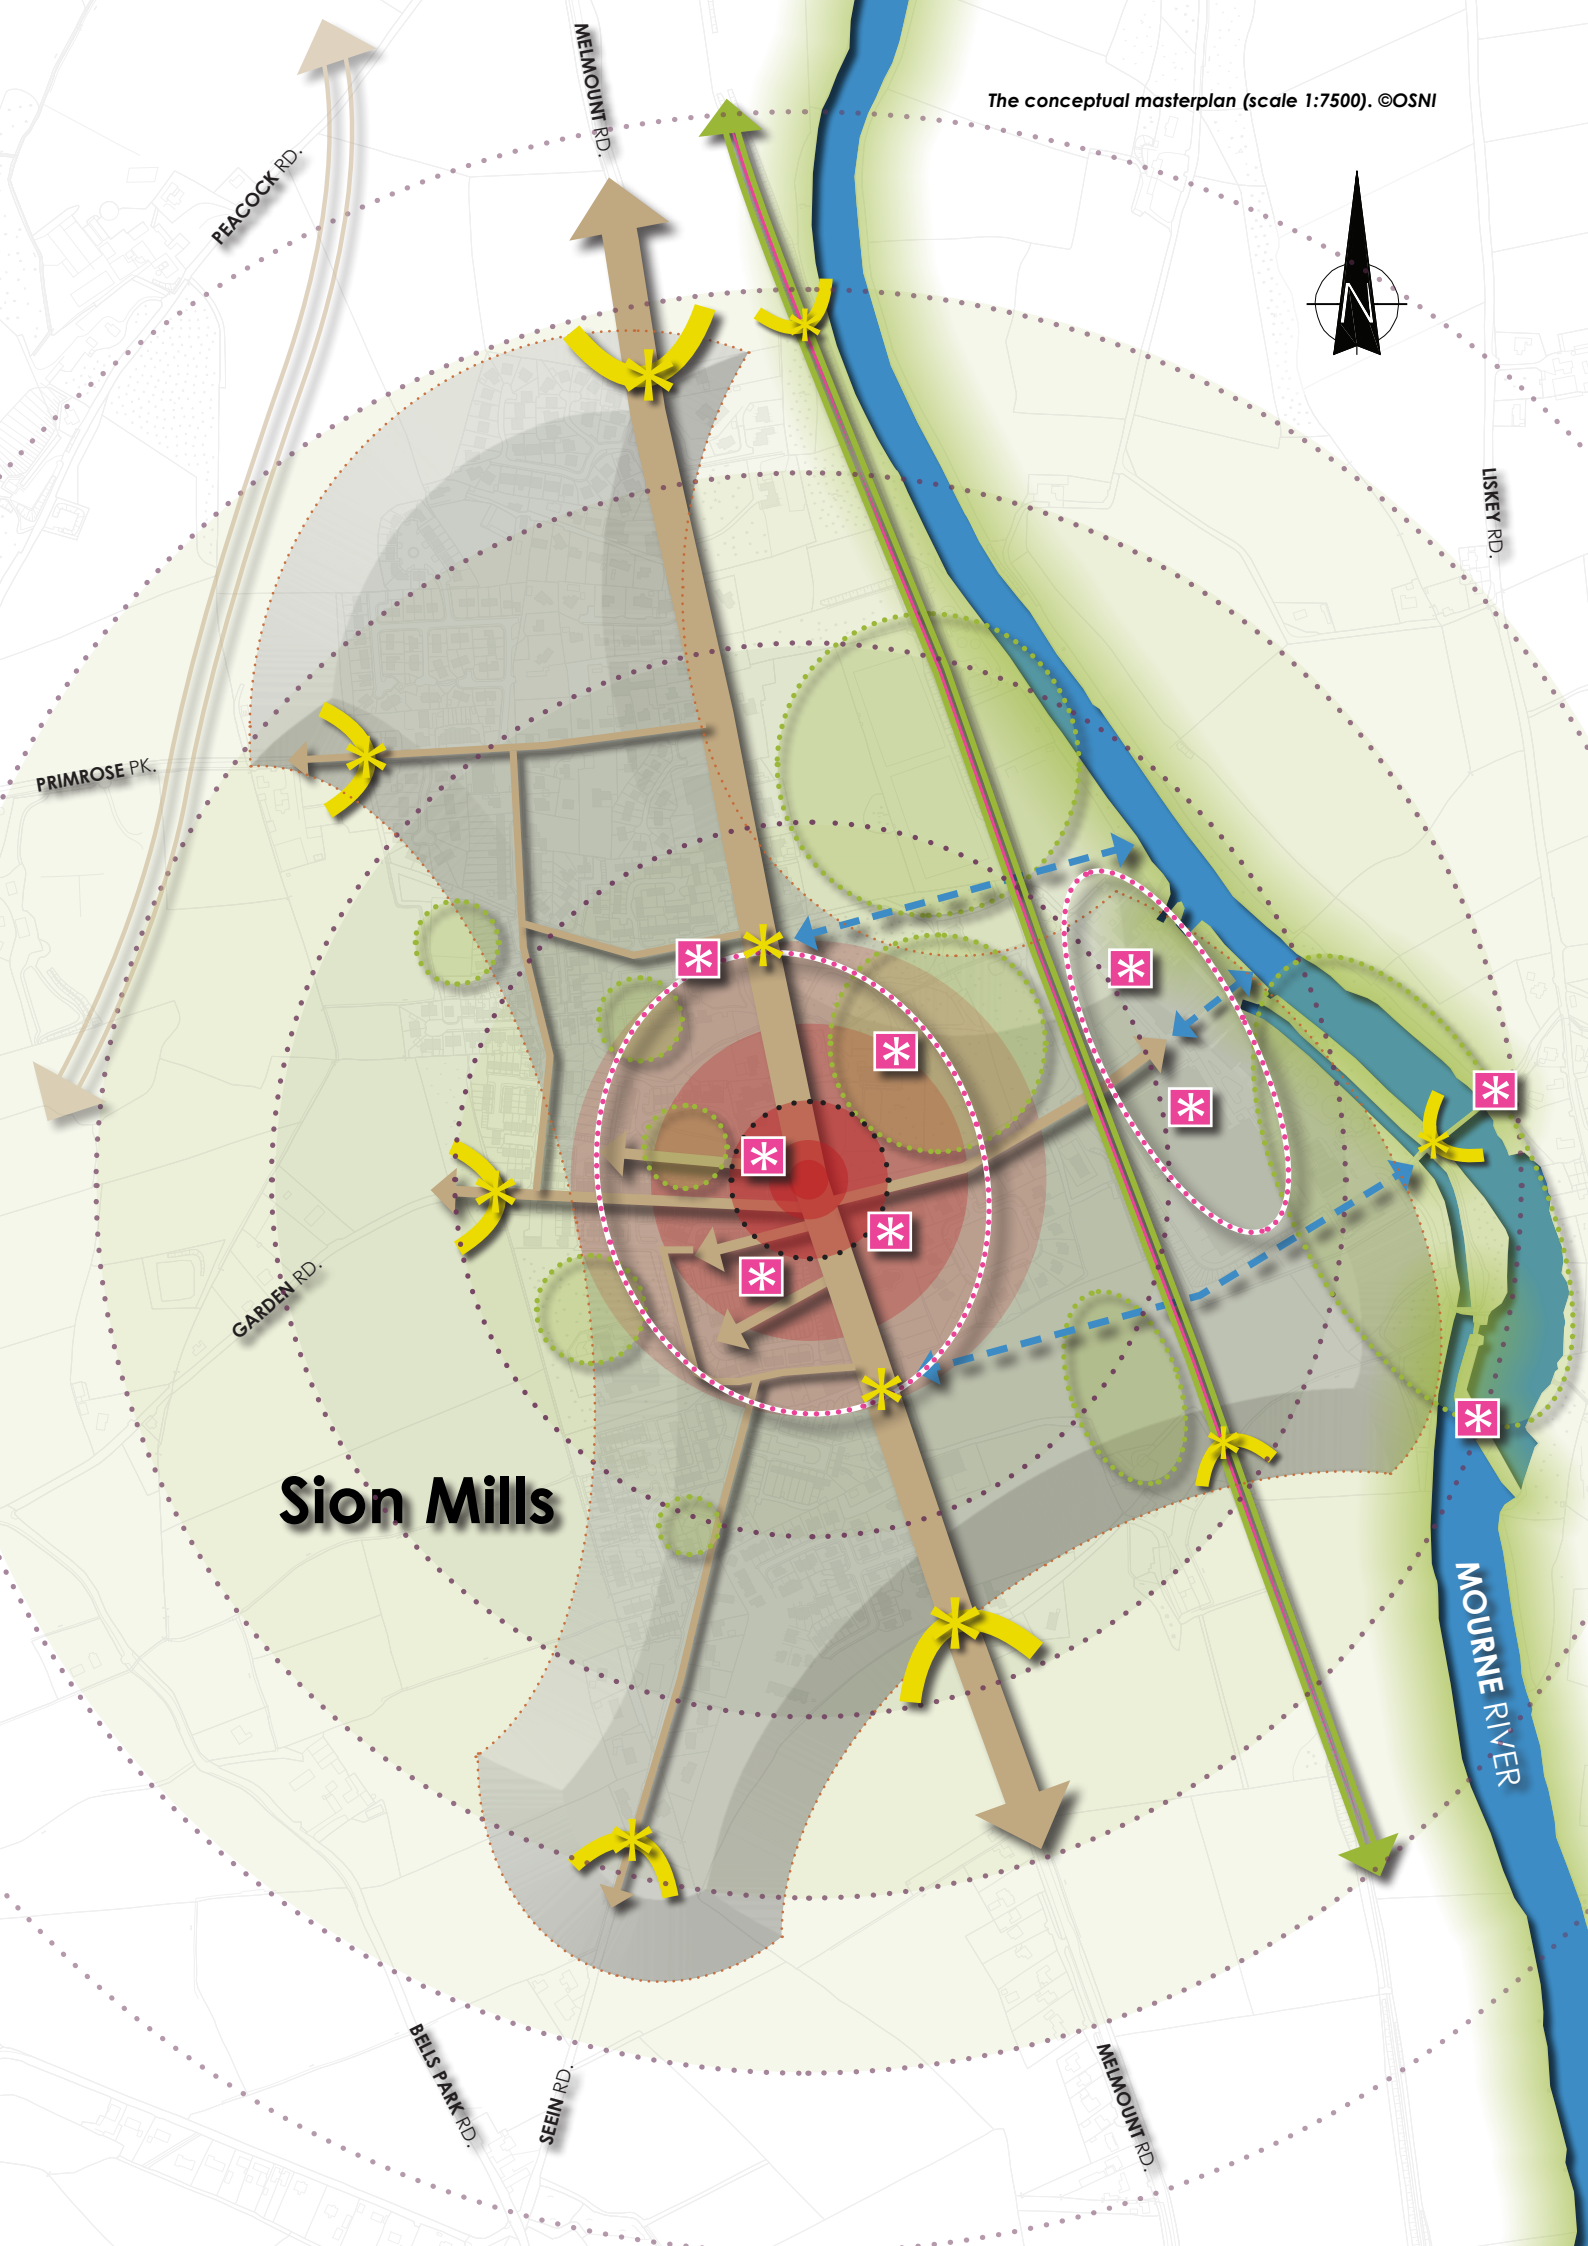 MELMOUNT RD.
The conceptual masterplan (scale 1:7500). ©OSNI
PEACOCK RD.
N
LISKEY RD.
PRIMROSE PK.
GARDEN RD.
Sion Mills
MOURNE RIVER
BELLS PARK RD.
SEEIN RD.
MELMOUNT RD.